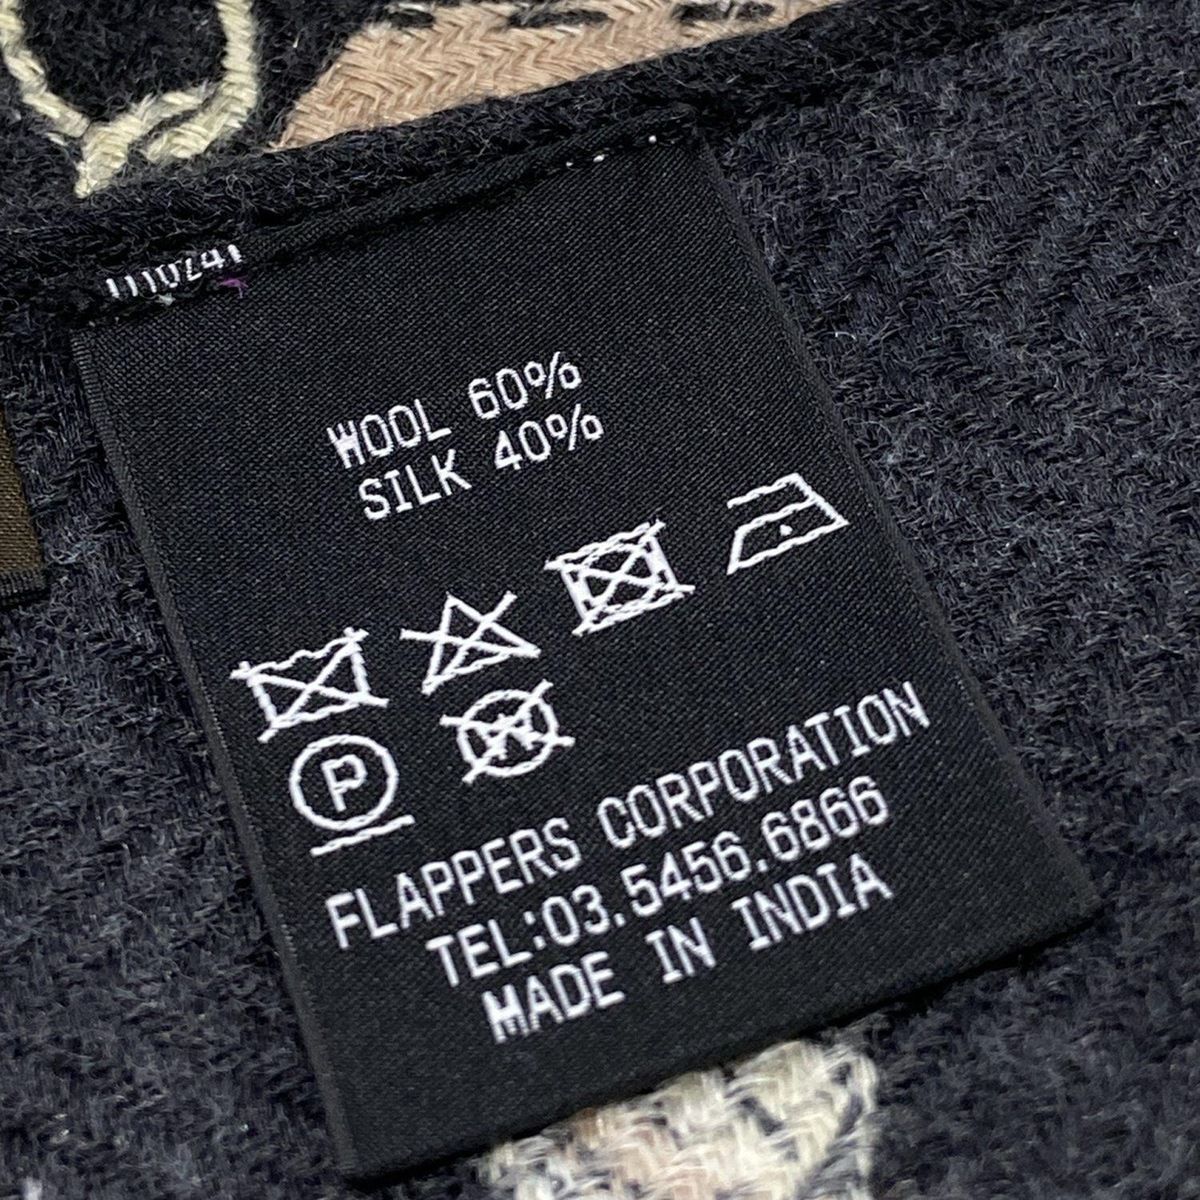 WOOL 60%
SILK 40%
P
W
FLAPPERS CORPORATION
TEL:03.5456.6866
MADE IN INDIA